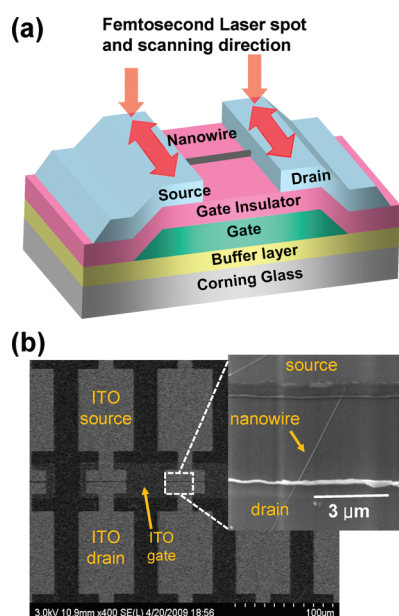 (a)
Femtosecond Laser spot
and scanning direction
Nanowire
Source
Drain
Gate Insulator
Gate
Buffer layer
Corning Glass
(b)
ITO
source
ITO
gate
ITO
drain
source
nanowire
drain
3 μm
3.0kV 10.9mm x400 SE(L) 4/20/2009 18:56
100um